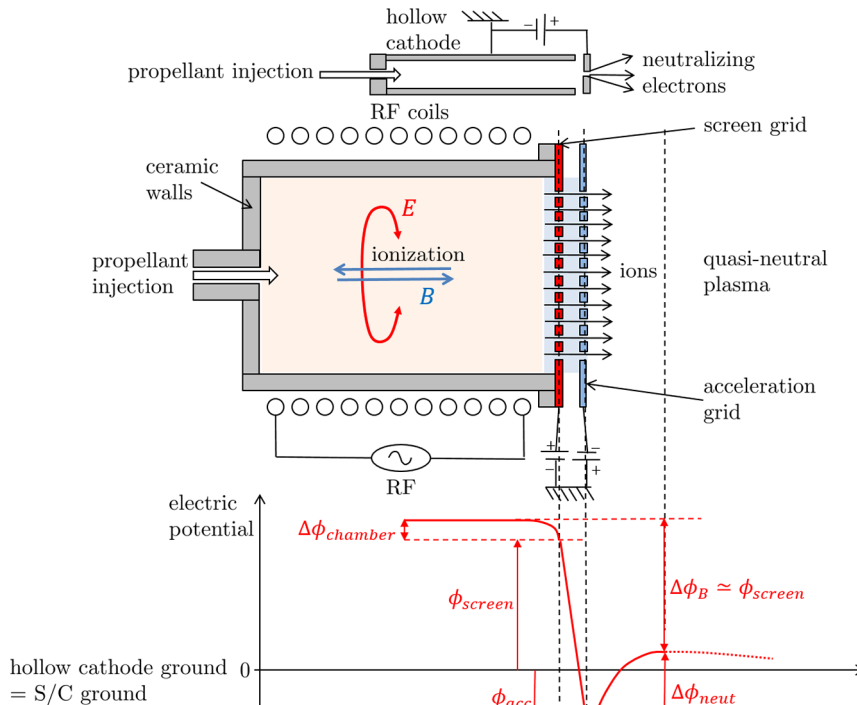 hollow
cathode
− +
propellant injection
neutralizing
electrons
RF coils
screen grid
ceramic
walls
E
ionization
propellant
injection
B
ions
quasi-neutral
plasma
acceleration
grid
+ −
− +
RF
electric
potential
Δϕchamber
ϕscreen
ΔϕB ≃ ϕscreen
hollow cathode ground 0
= S/C ground
ϕacc
Δϕneut